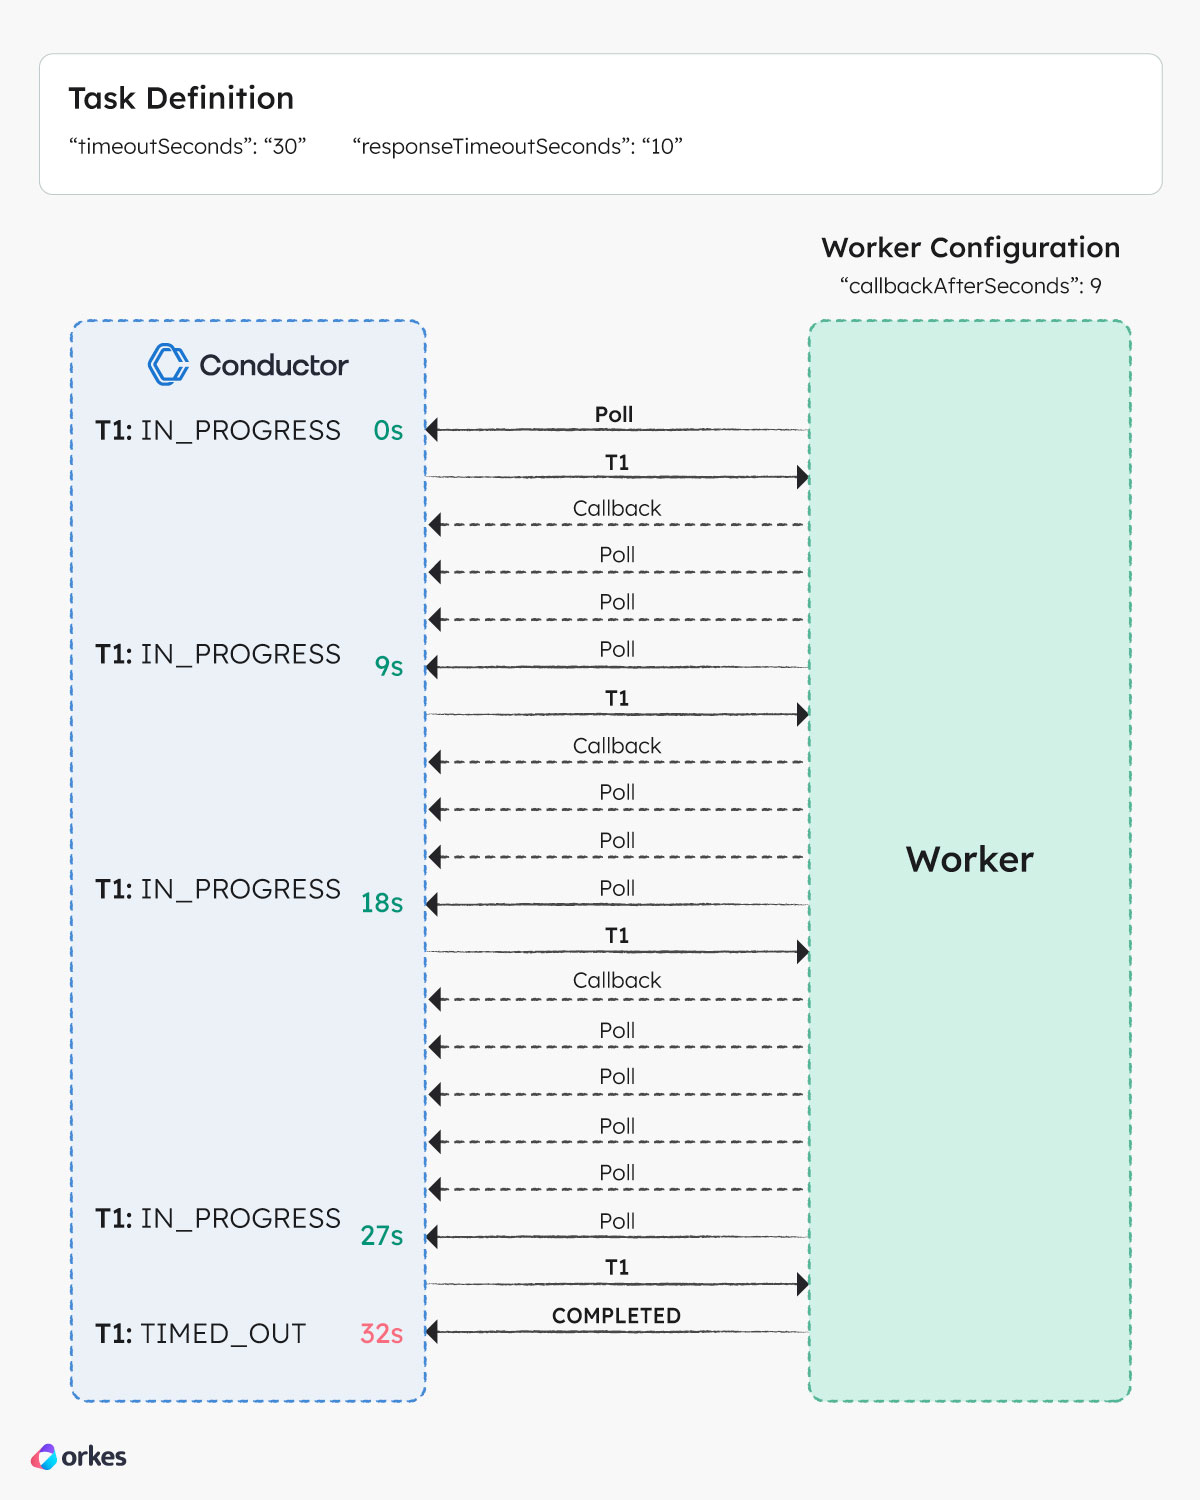 Task Definition
“timeoutSeconds”: “30” “responseTimeoutSeconds”: “10”
Worker Configuration
“callbackAfterSeconds”: 9
Conductor
Poll
T1: IN_PROGRESS 0s
T1
Callback
Poll
Poll
Poll
T1: IN_PROGRESS 9s
T1
Callback
Poll
Poll
Worker
Poll
T1: IN_PROGRESS 18s
T1
Callback
Poll
Poll
Poll
Poll
Poll
T1: IN_PROGRESS 27s
T1
COMPLETED
T1: TIMED_OUT 32s
orkes